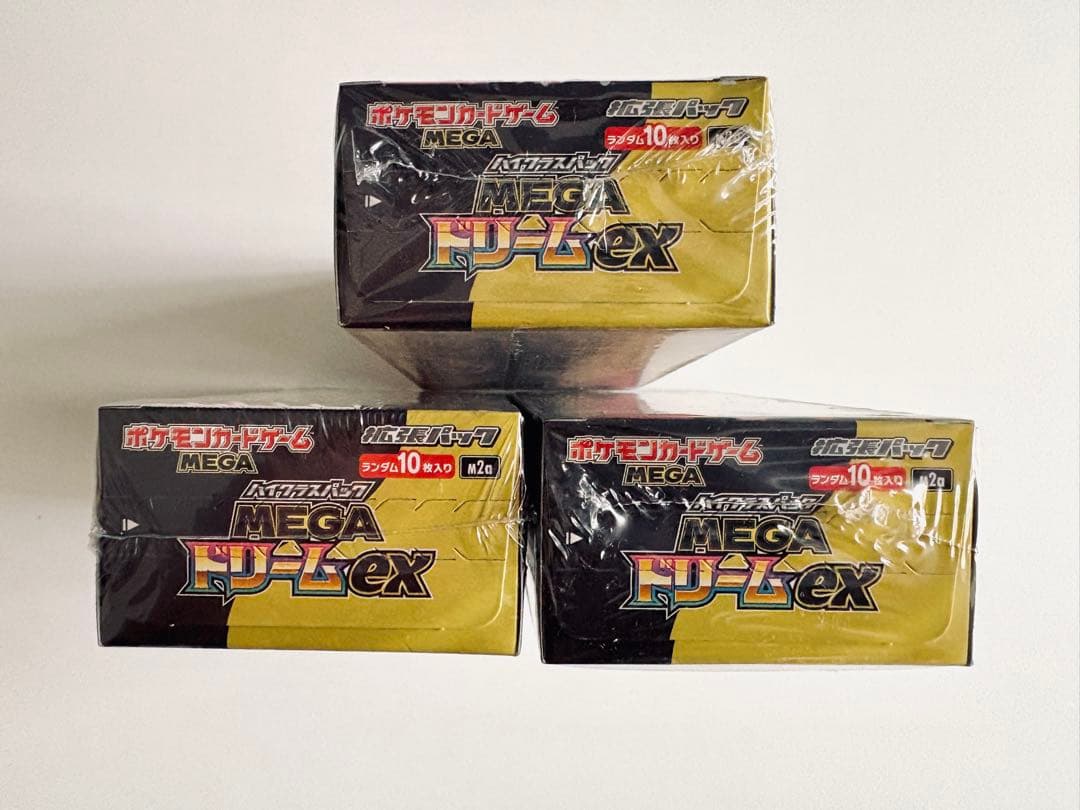 ポケモンカードゲーム
MEGA
拡張パック
ランダム10枚入り
ハイクラスパック
MEGA
ドリームex
ポケモンカードゲーム
MEGA
拡張パック
ランダム10枚入り M2a
ハイクラスパック
MEGA
ドリームex
ポケモンカードゲーム
MEGA
拡張パック
ランダム10枚入り M2a
ハイクラスパック
MEGA
ドリームex